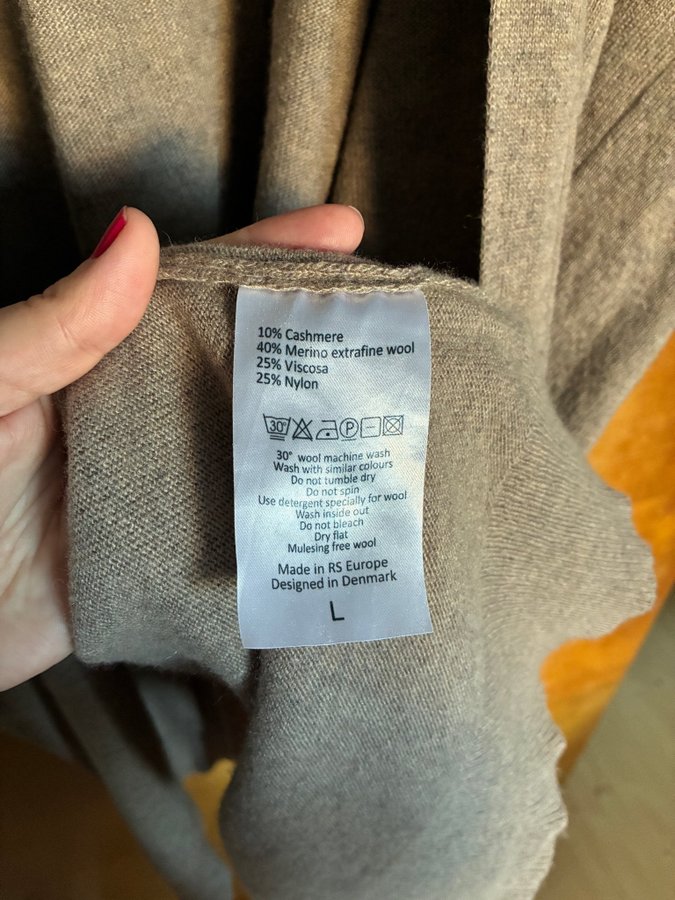 10% Cashmere
40% Merino extrafine wool
25% Viscosa
25% Nylon
30° P
30° wool machine wash
Wash with similar colours
Do not tumble dry
Do not spin
Use detergent specially for wool
Wash inside out
Do not bleach
Dry flat
Mulesing free wool
Made in RS Europe
Designed in Denmark
L